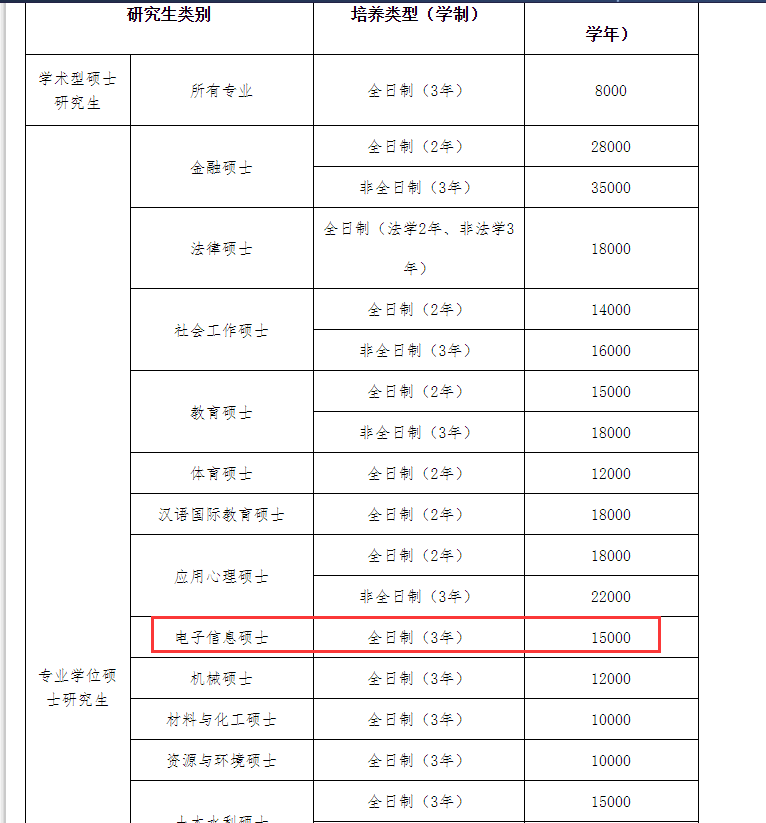 研究生类别 培养类型（学制）
学年）
学术型硕士
研究生
所有专业 全日制（3年） 8000
专业学位硕
士研究生
金融硕士
全日制（2年） 28000
非全日制（3年） 35000
法律硕士
全日制（法学2年、非法学3
年）
18000
社会工作硕士
全日制（2年） 14000
非全日制（3年） 16000
教育硕士
全日制（2年） 15000
非全日制（3年） 18000
体育硕士 全日制（2年） 12000
汉语国际教育硕士 全日制（2年） 18000
应用心理硕士
全日制（2年） 18000
非全日制（3年） 22000
电子信息硕士 全日制（3年） 15000
机械硕士 全日制（3年） 12000
材料与化工硕士 全日制（3年） 10000
资源与环境硕士 全日制（3年） 10000
土木水利硕士
全日制（3年） 15000